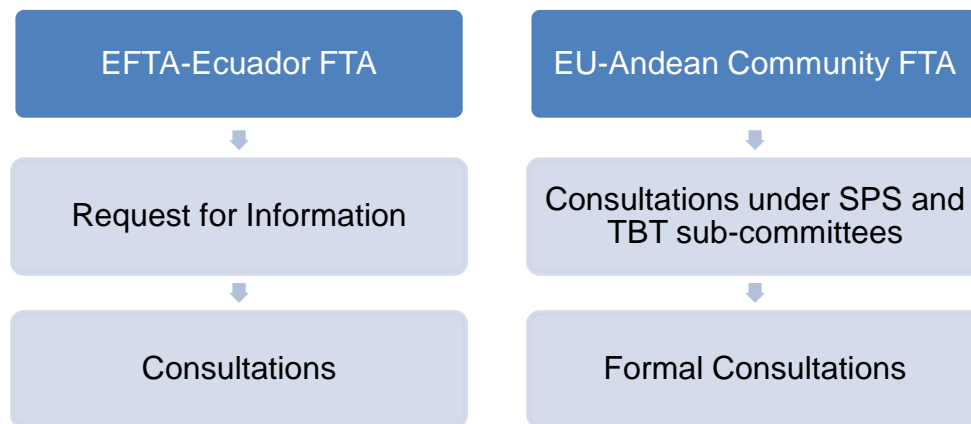 EFTA-Ecuador FTA
Request for Information
Consultations
EU-Andean Community FTA
Consultations under SPS and
TBT sub-committees
Formal Consultations